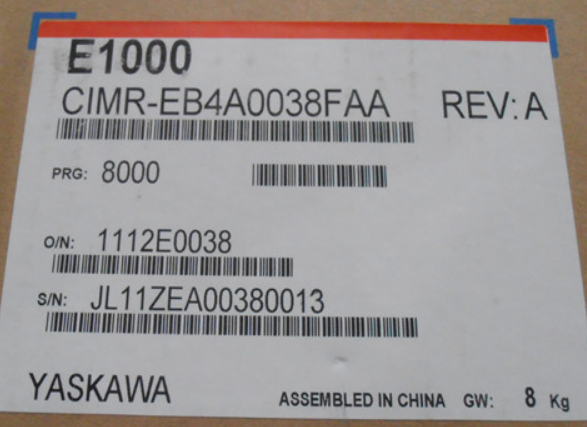 E1000
CIMR-EB4A0038FAA REV: A
PRG: 8000
O/N: 1112E0038
S/N: JL11ZEA00380013
YASKAWA ASSEMBLED IN CHINA GW: 8 Kg